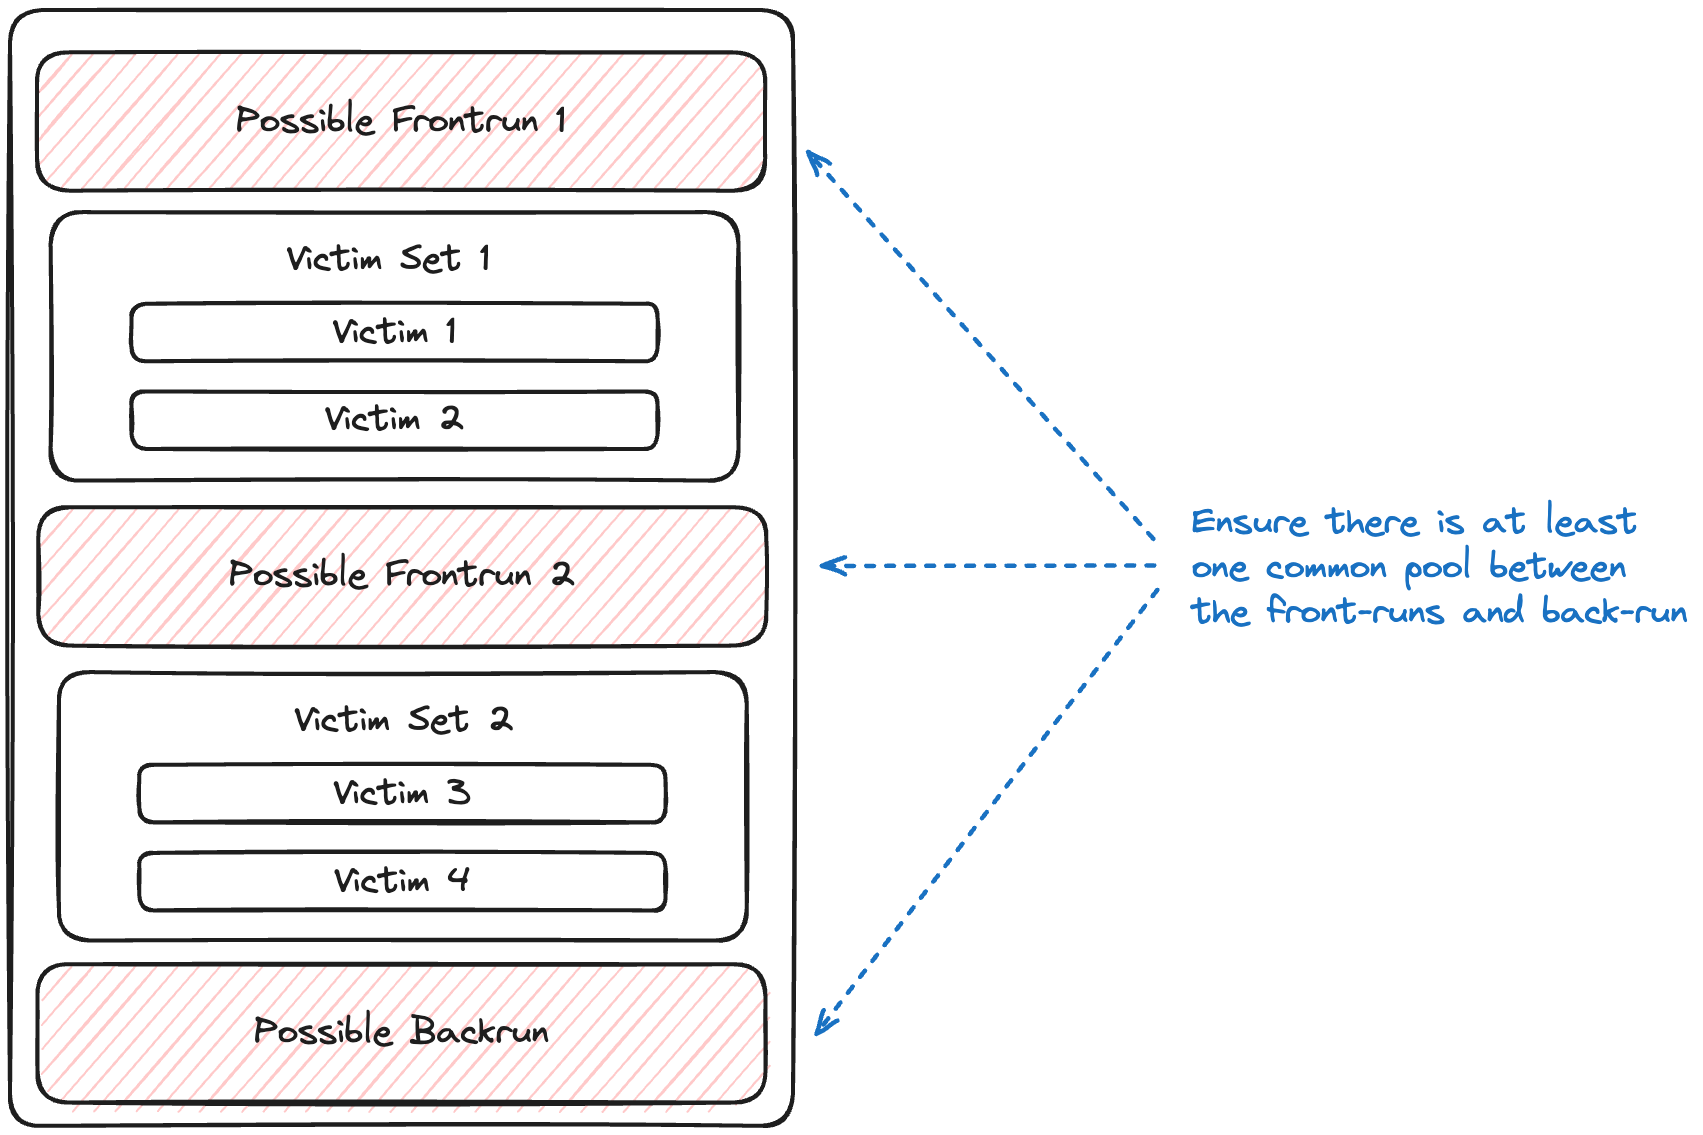 Possible Frontrun 1
Victim Set 1
Victim 1
Victim 2
Possible Frontrun 2
Victim Set 2
Victim 3
Victim 4
Possible Backrun
Ensure there is at least
one common pool between
the front-runs and back-run